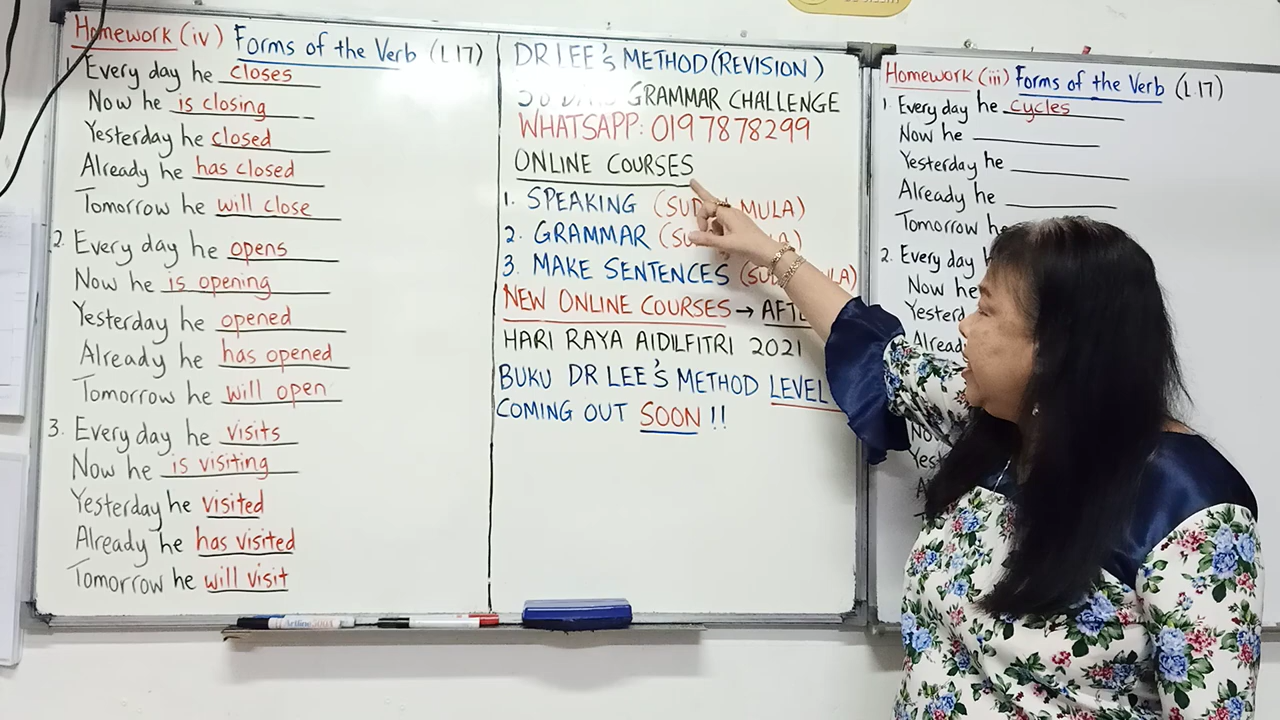 Homework (iv) Forms of the Verb (L17)
1. Every day he closes
Now he is closing
Yesterday he closed
Already he has closed
Tomorrow he will close
2. Every day he opens
Now he is opening
Yesterday he opened
Already he has opened
Tomorrow he will open
3. Every day he visits
Now he is visiting
Yesterday he visited
Already he has visited
Tomorrow he will visit
DR LEE'S METHOD (REVISION)
GRAMMAR CHALLENGE
WHATSAPP: 0197878299
ONLINE COURSES
1. SPEAKING MULA)
2. GRAMMAR
3. MAKE SENTENCES
NEW ONLINE COURSES →
HARI RAYA AIDILFITRI 2021
BUKU DR LEE'S METHOD LEVEL
COMING OUT SOON !!
Homework (iii) Forms of the Verb (L17)
1. Every day he cycles
Now he
Yesterday he
Already he
Tomorrow he
2. Every day
Now he
Artline